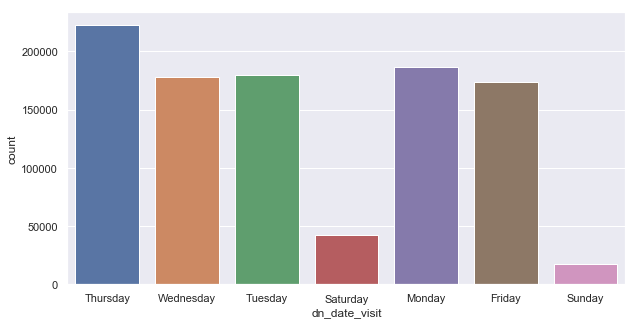 200000
150000
100000
50000
0
count
Thursday Wednesday Tuesday Saturday Monday Friday Sunday
dn_date_visit